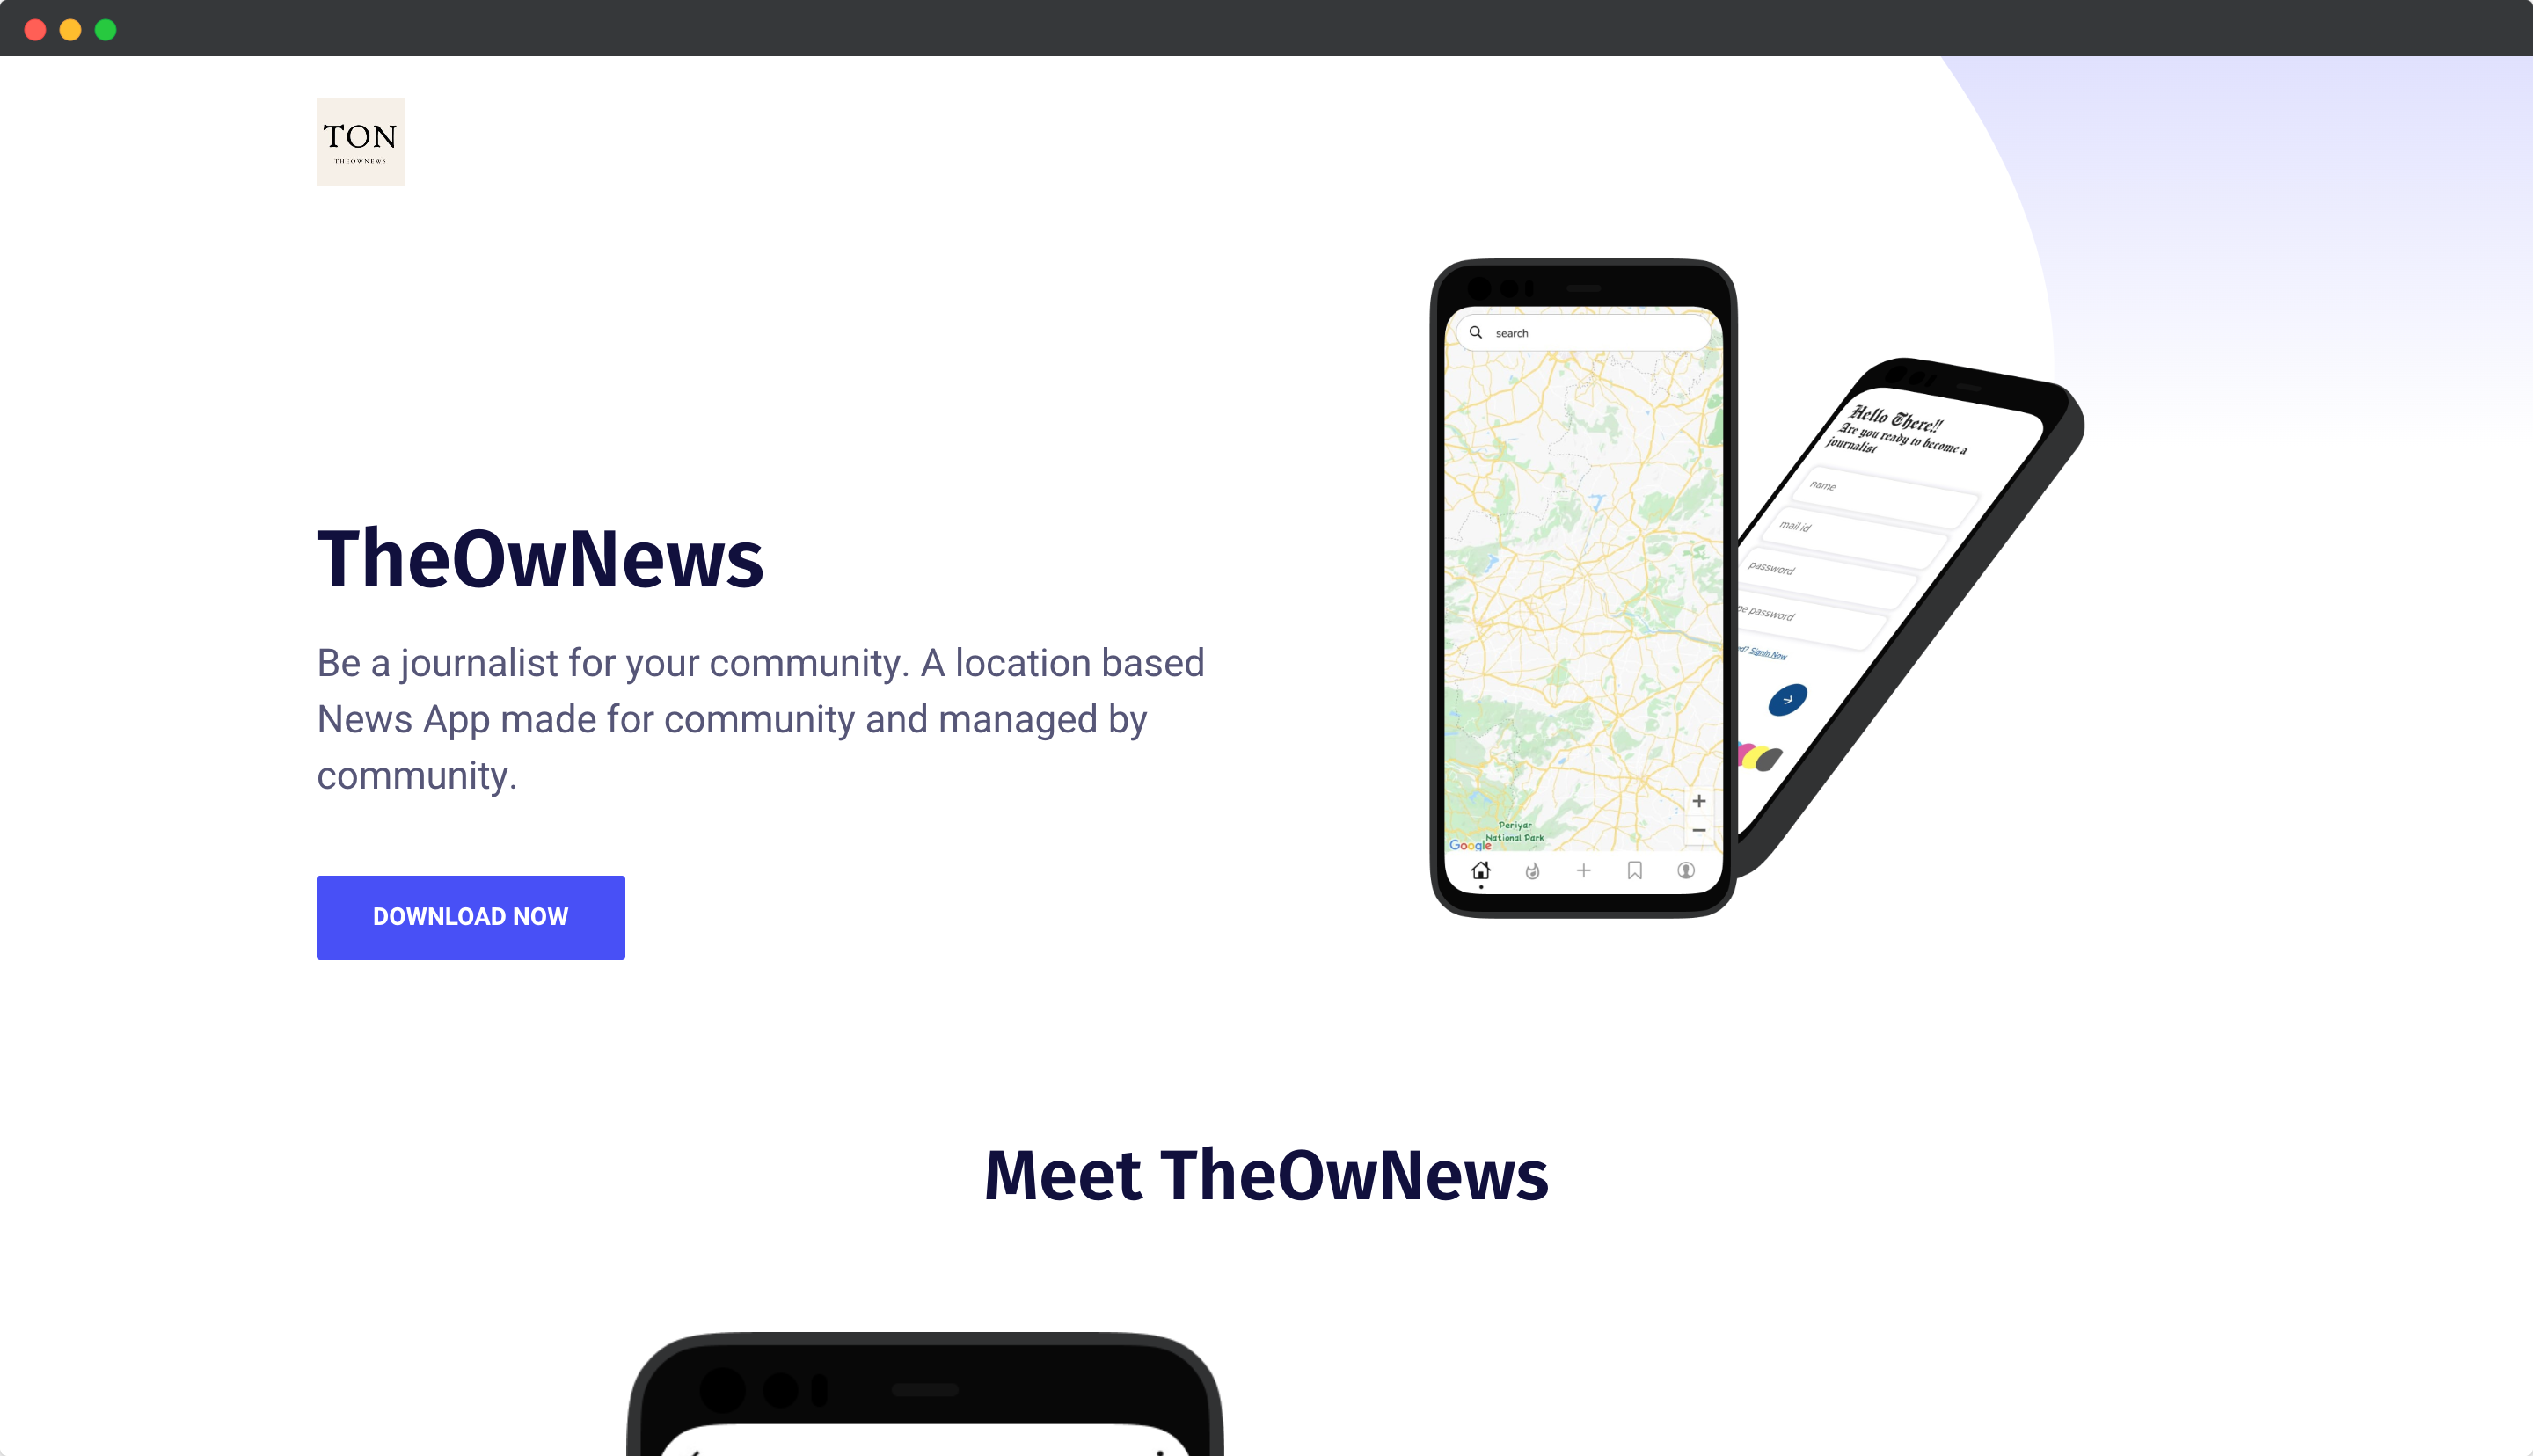 TON
THEOWNEWS
search
Hello There!!
Are you ready to become a
journalist
name
mail id
password
password
SignIn Now
Periyar
National Park
Google
TheOwNews
Be a journalist for your community. A location based
News App made for community and managed by
community.
DOWNLOAD NOW
Meet TheOwNews